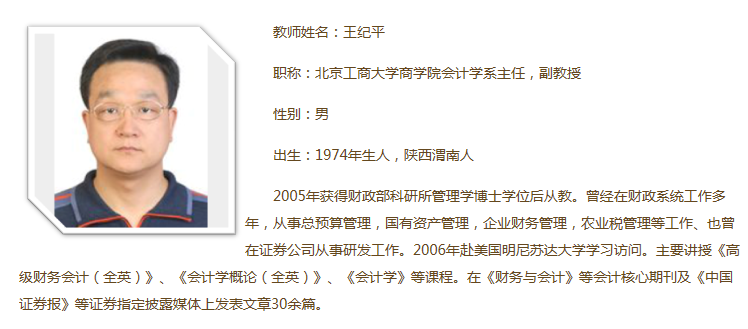 教师姓名：王纪平
职称：北京工商大学商学院会计学系主任，副教授
性别：男
出生：1974年生人，陕西渭南人
2005年获得财政部科研所管理学博士学位后从教。曾经在财政系统工作多
年，从事总预算管理，国有资产管理，企业财务管理，农业税管理等工作、也曾
在证券公司从事研发工作。2006年赴美国明尼苏达大学学习访问。主要讲授《高
级财务会计（全英）》、《会计学概论（全英）》、《会计学》等课程。在《财务与会计》等会计核心期刊及《中国
证券报》等证券指定披露媒体上发表文章30余篇。